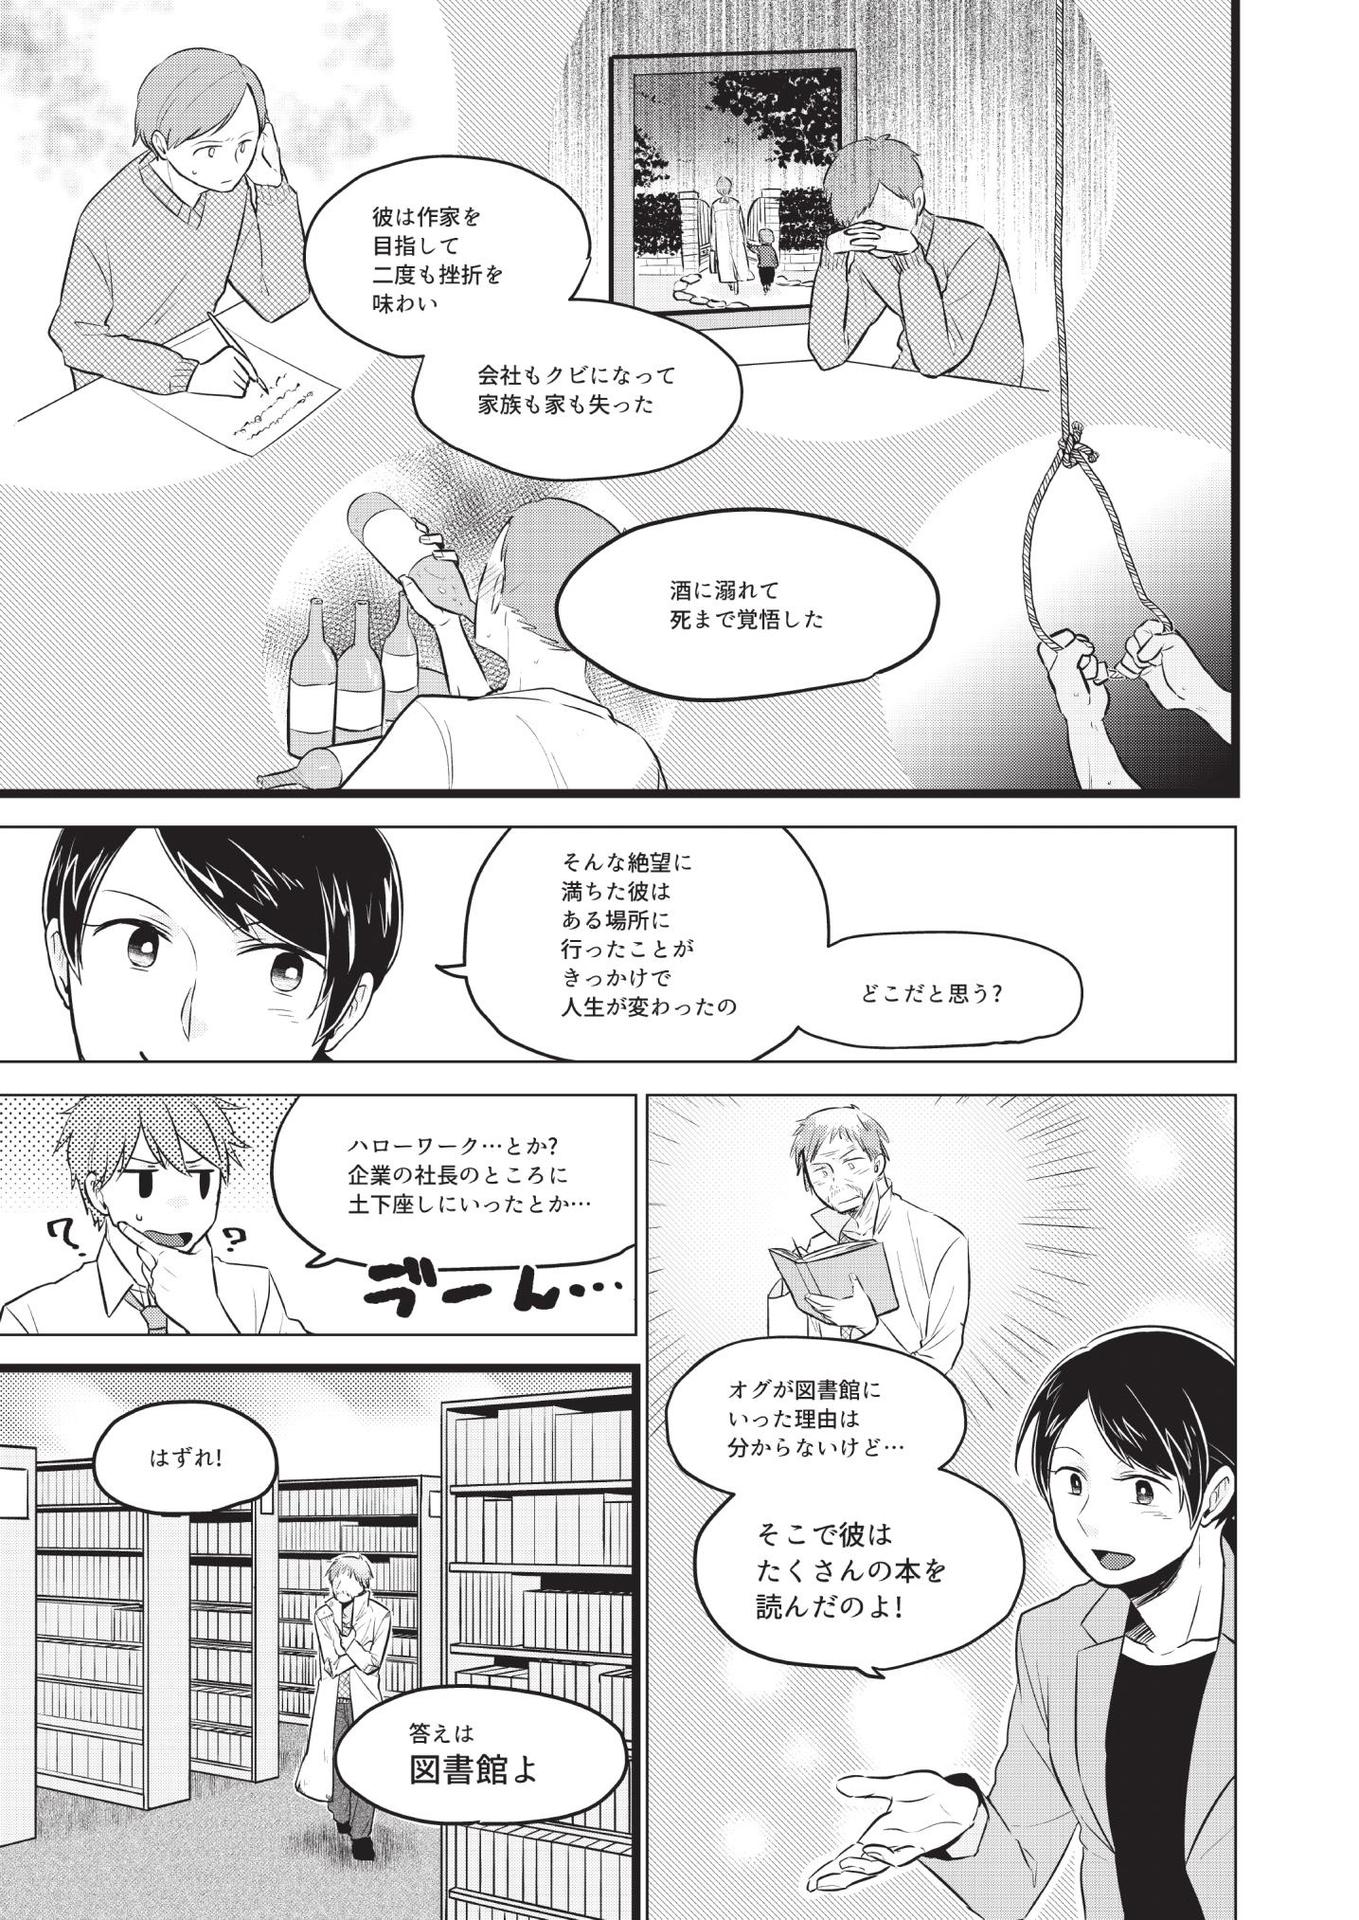 彼は作家を
目指して
二度も挫折を
味わい
会社もクビになって
家族も家も失った
酒に溺れて
死まで覚悟した
そんな絶望に
満ちた彼は
ある場所に
行ったことが
きっかけで
人生が変わったの
どこだと思う?
ハローワーク…とか?
企業の社長のところに
土下座しにいったとか…
?
?
ブーん…
はずれ!
答えは
図書館よ
オグが図書館に
いった理由は
分からないけど…
そこで彼は
たくさんの本を
読んだのよ!